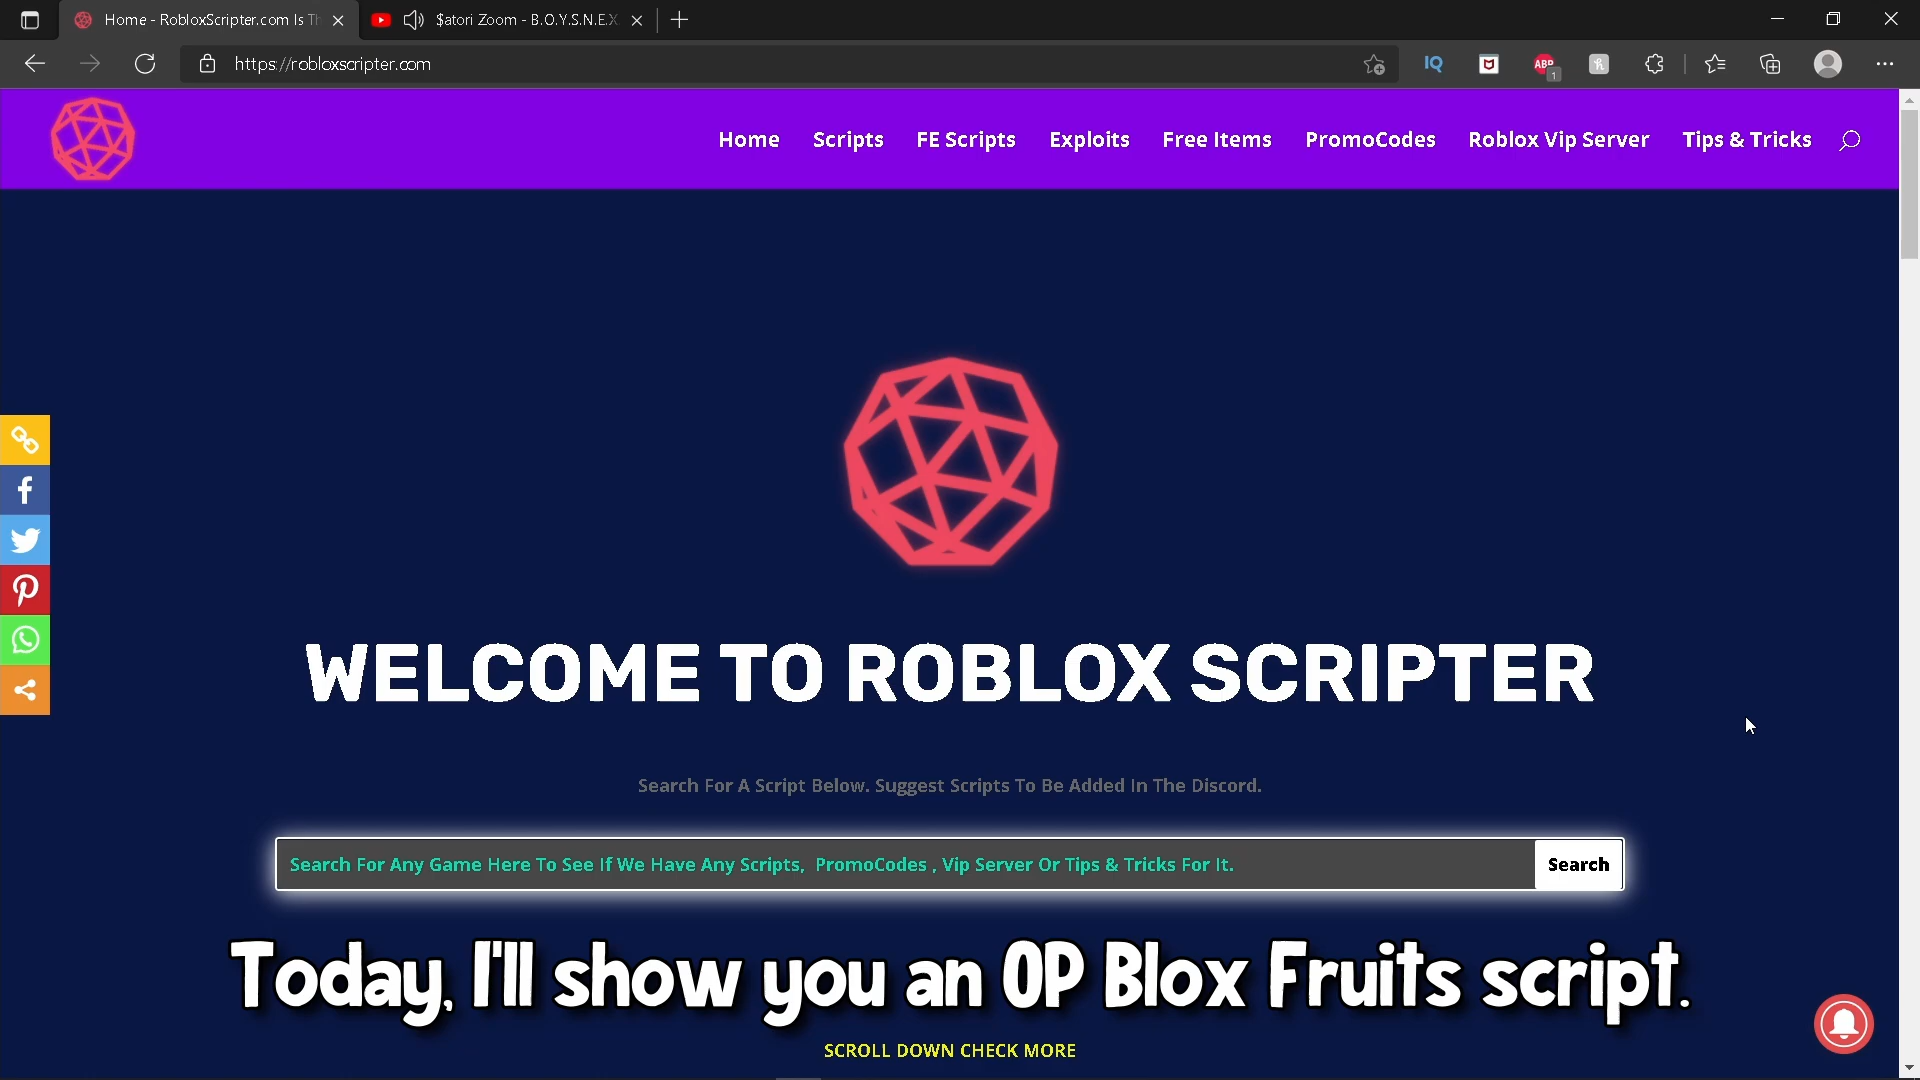 Home - RobloxScripter.com Is Th
$atori Zoom - B.O.Y.S.N.E.X
https://robloxscripter.com
IQ
ABP
1
Home Scripts FE Scripts Exploits Free Items PromoCodes Roblox Vip Server Tips & Tricks
WELCOME TO ROBLOX SCRIPTER
Search For A Script Below. Suggest Scripts To Be Added In The Discord.
Search For Any Game Here To See If We Have Any Scripts, PromoCodes , Vip Server Or Tips & Tricks For It.
Search
Today, I'll show you an OP Blox Fruits script.
SCROLL DOWN CHECK MORE